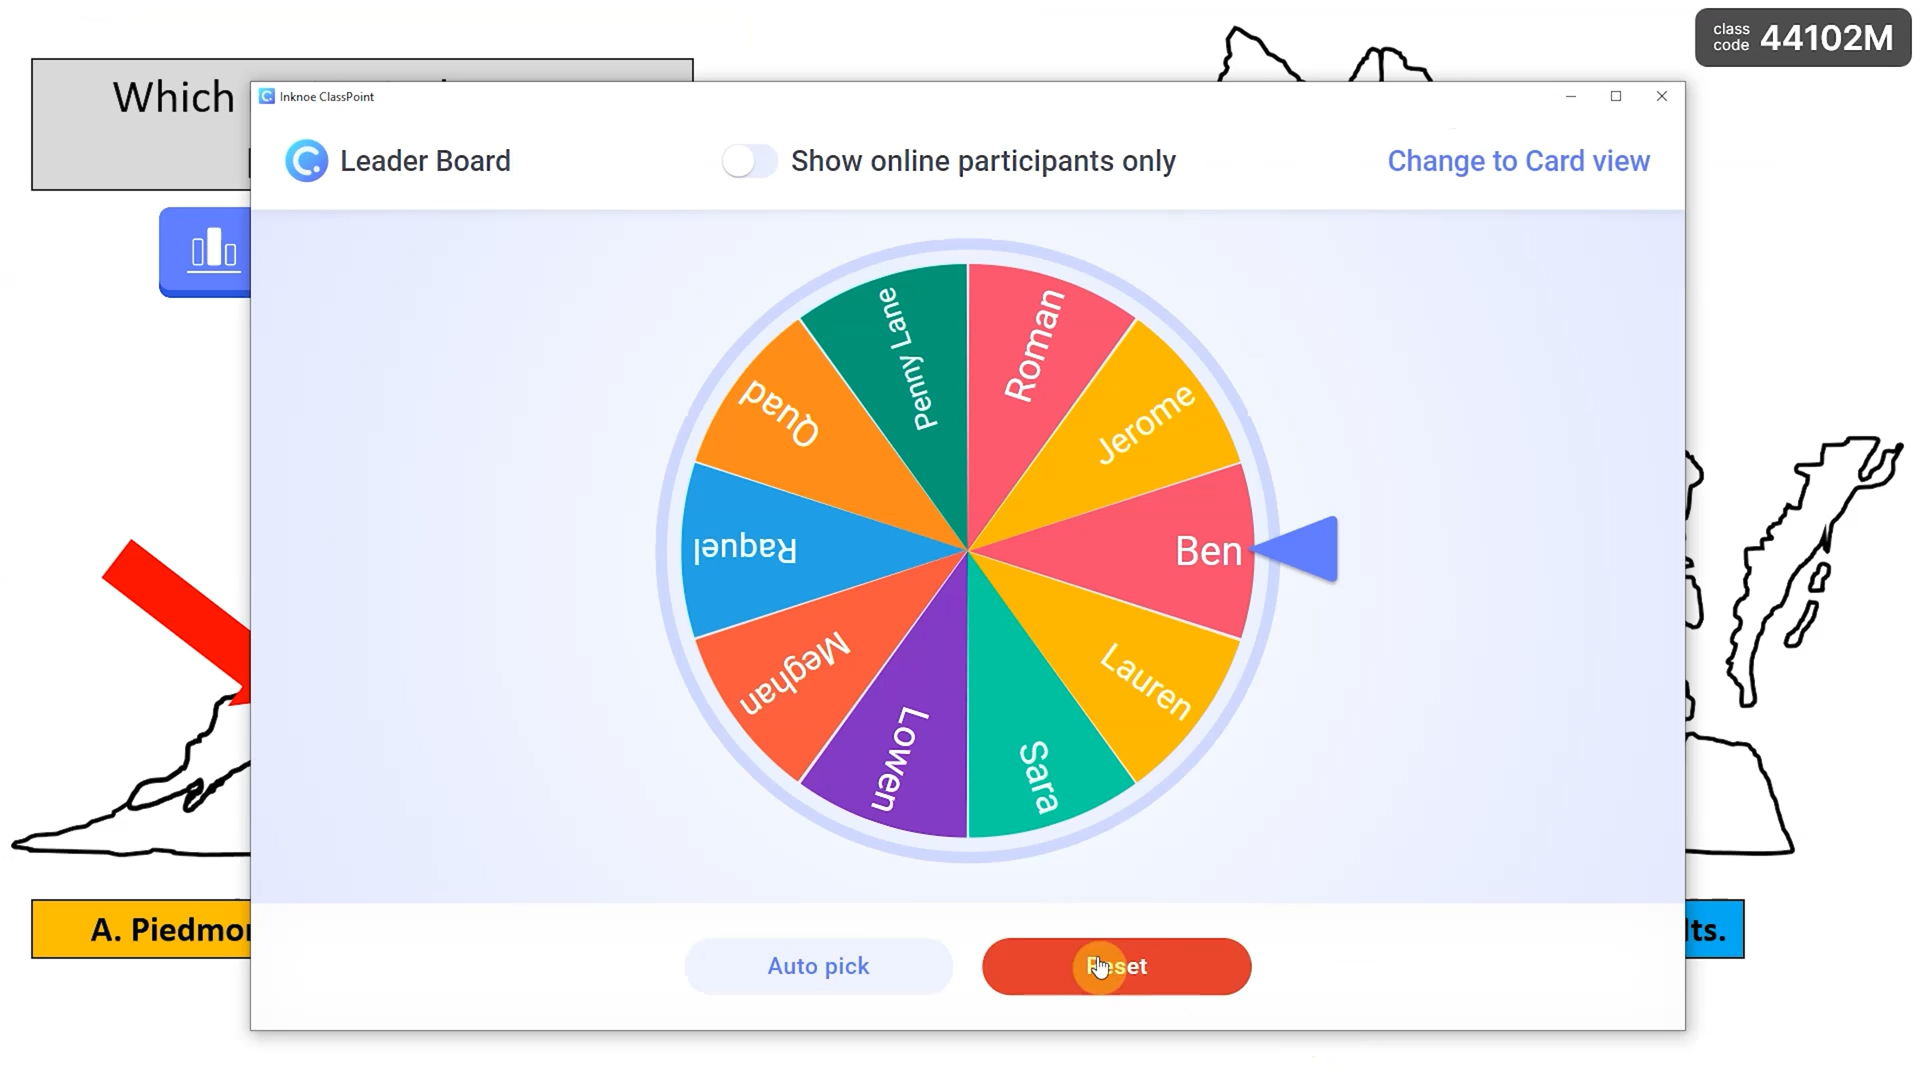 class
code 44102M
Which
Inknoe ClassPoint
Leader Board
Show online participants only
Change to Card view
Penny Lane
Roman
Quad
Jerome
Raquel
Ben
Meghan
Lauren
Lowen
Sara
A. Piedmon
lts.
Auto pick
Reset